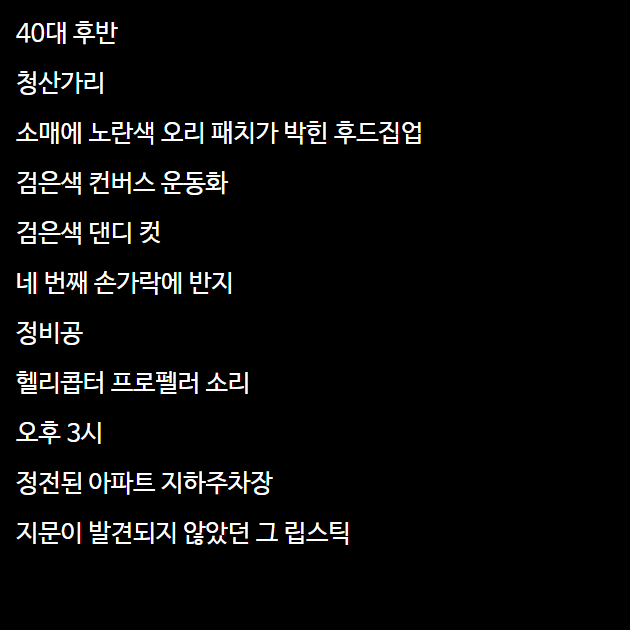 40대 후반
청산가리
소매에 노란색 오리 패치가 박힌 후드집업
검은색 컨버스 운동화
검은색 댄디 컷
네 번째 손가락에 반지
정비공
헬리콥터 프로펠러 소리
오후 3시
정전된 아파트 지하주차장
지문이 발견되지 않았던 그 립스틱